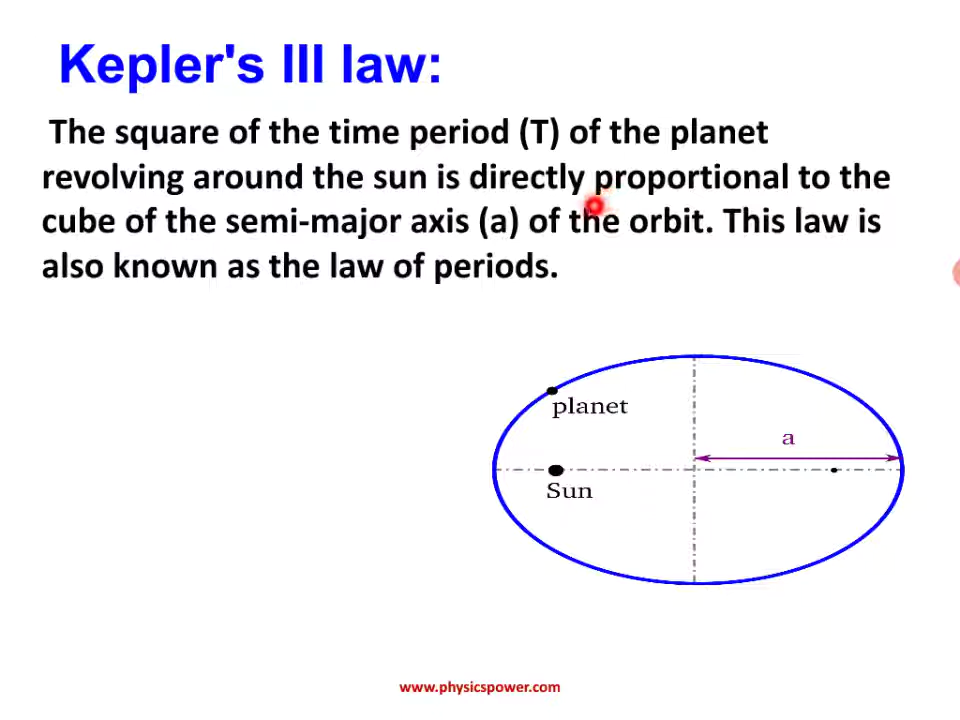 Kepler's III law:
The square of the time period (T) of the planet
revolving around the sun is directly proportional to the
cube of the semi-major axis (a) of the orbit. This law is
also known as the law of periods.
planet
a
Sun
www.physicspower.com